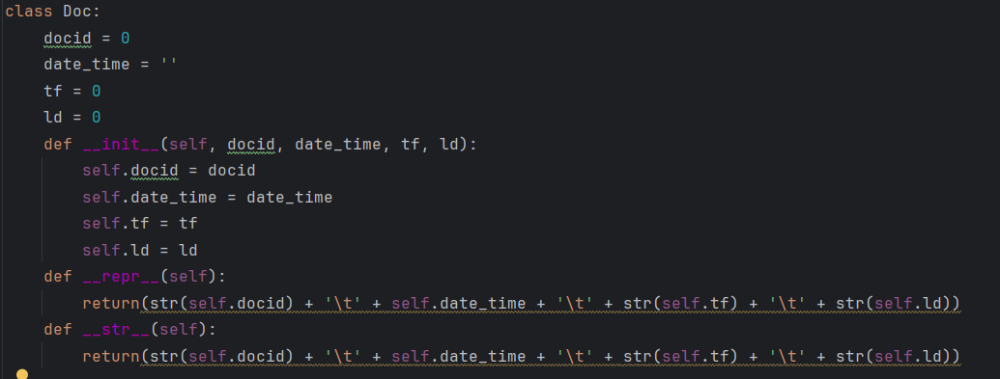 class Doc:
    docid = 0
    date_time = ''
    tf = 0
    ld = 0
    def __init__(self, docid, date_time, tf, ld):
        self.docid = docid
        self.date_time = date_time
        self.tf = tf
        self.ld = ld
    def __repr__(self):
        return(str(self.docid) + '\t' + self.date_time + '\t' + str(self.tf) + '\t' + str(self.ld))
    def __str__(self):
        return(str(self.docid) + '\t' + self.date_time + '\t' + str(self.tf) + '\t' + str(self.ld))